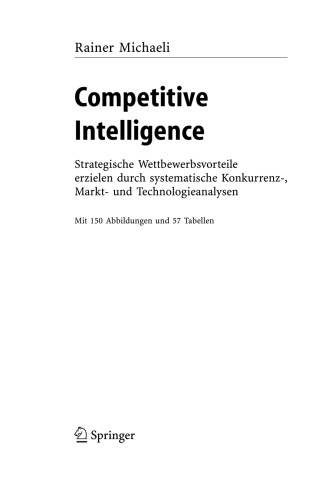 Rainer Michaeli
Competitive
Intelligence
Strategische Wettbewerbsvorteile
erzielen durch systematische Konkurrenz-,
Markt- und Technologieanalysen
Mit 150 Abbildungen und 57 Tabellen
Springer